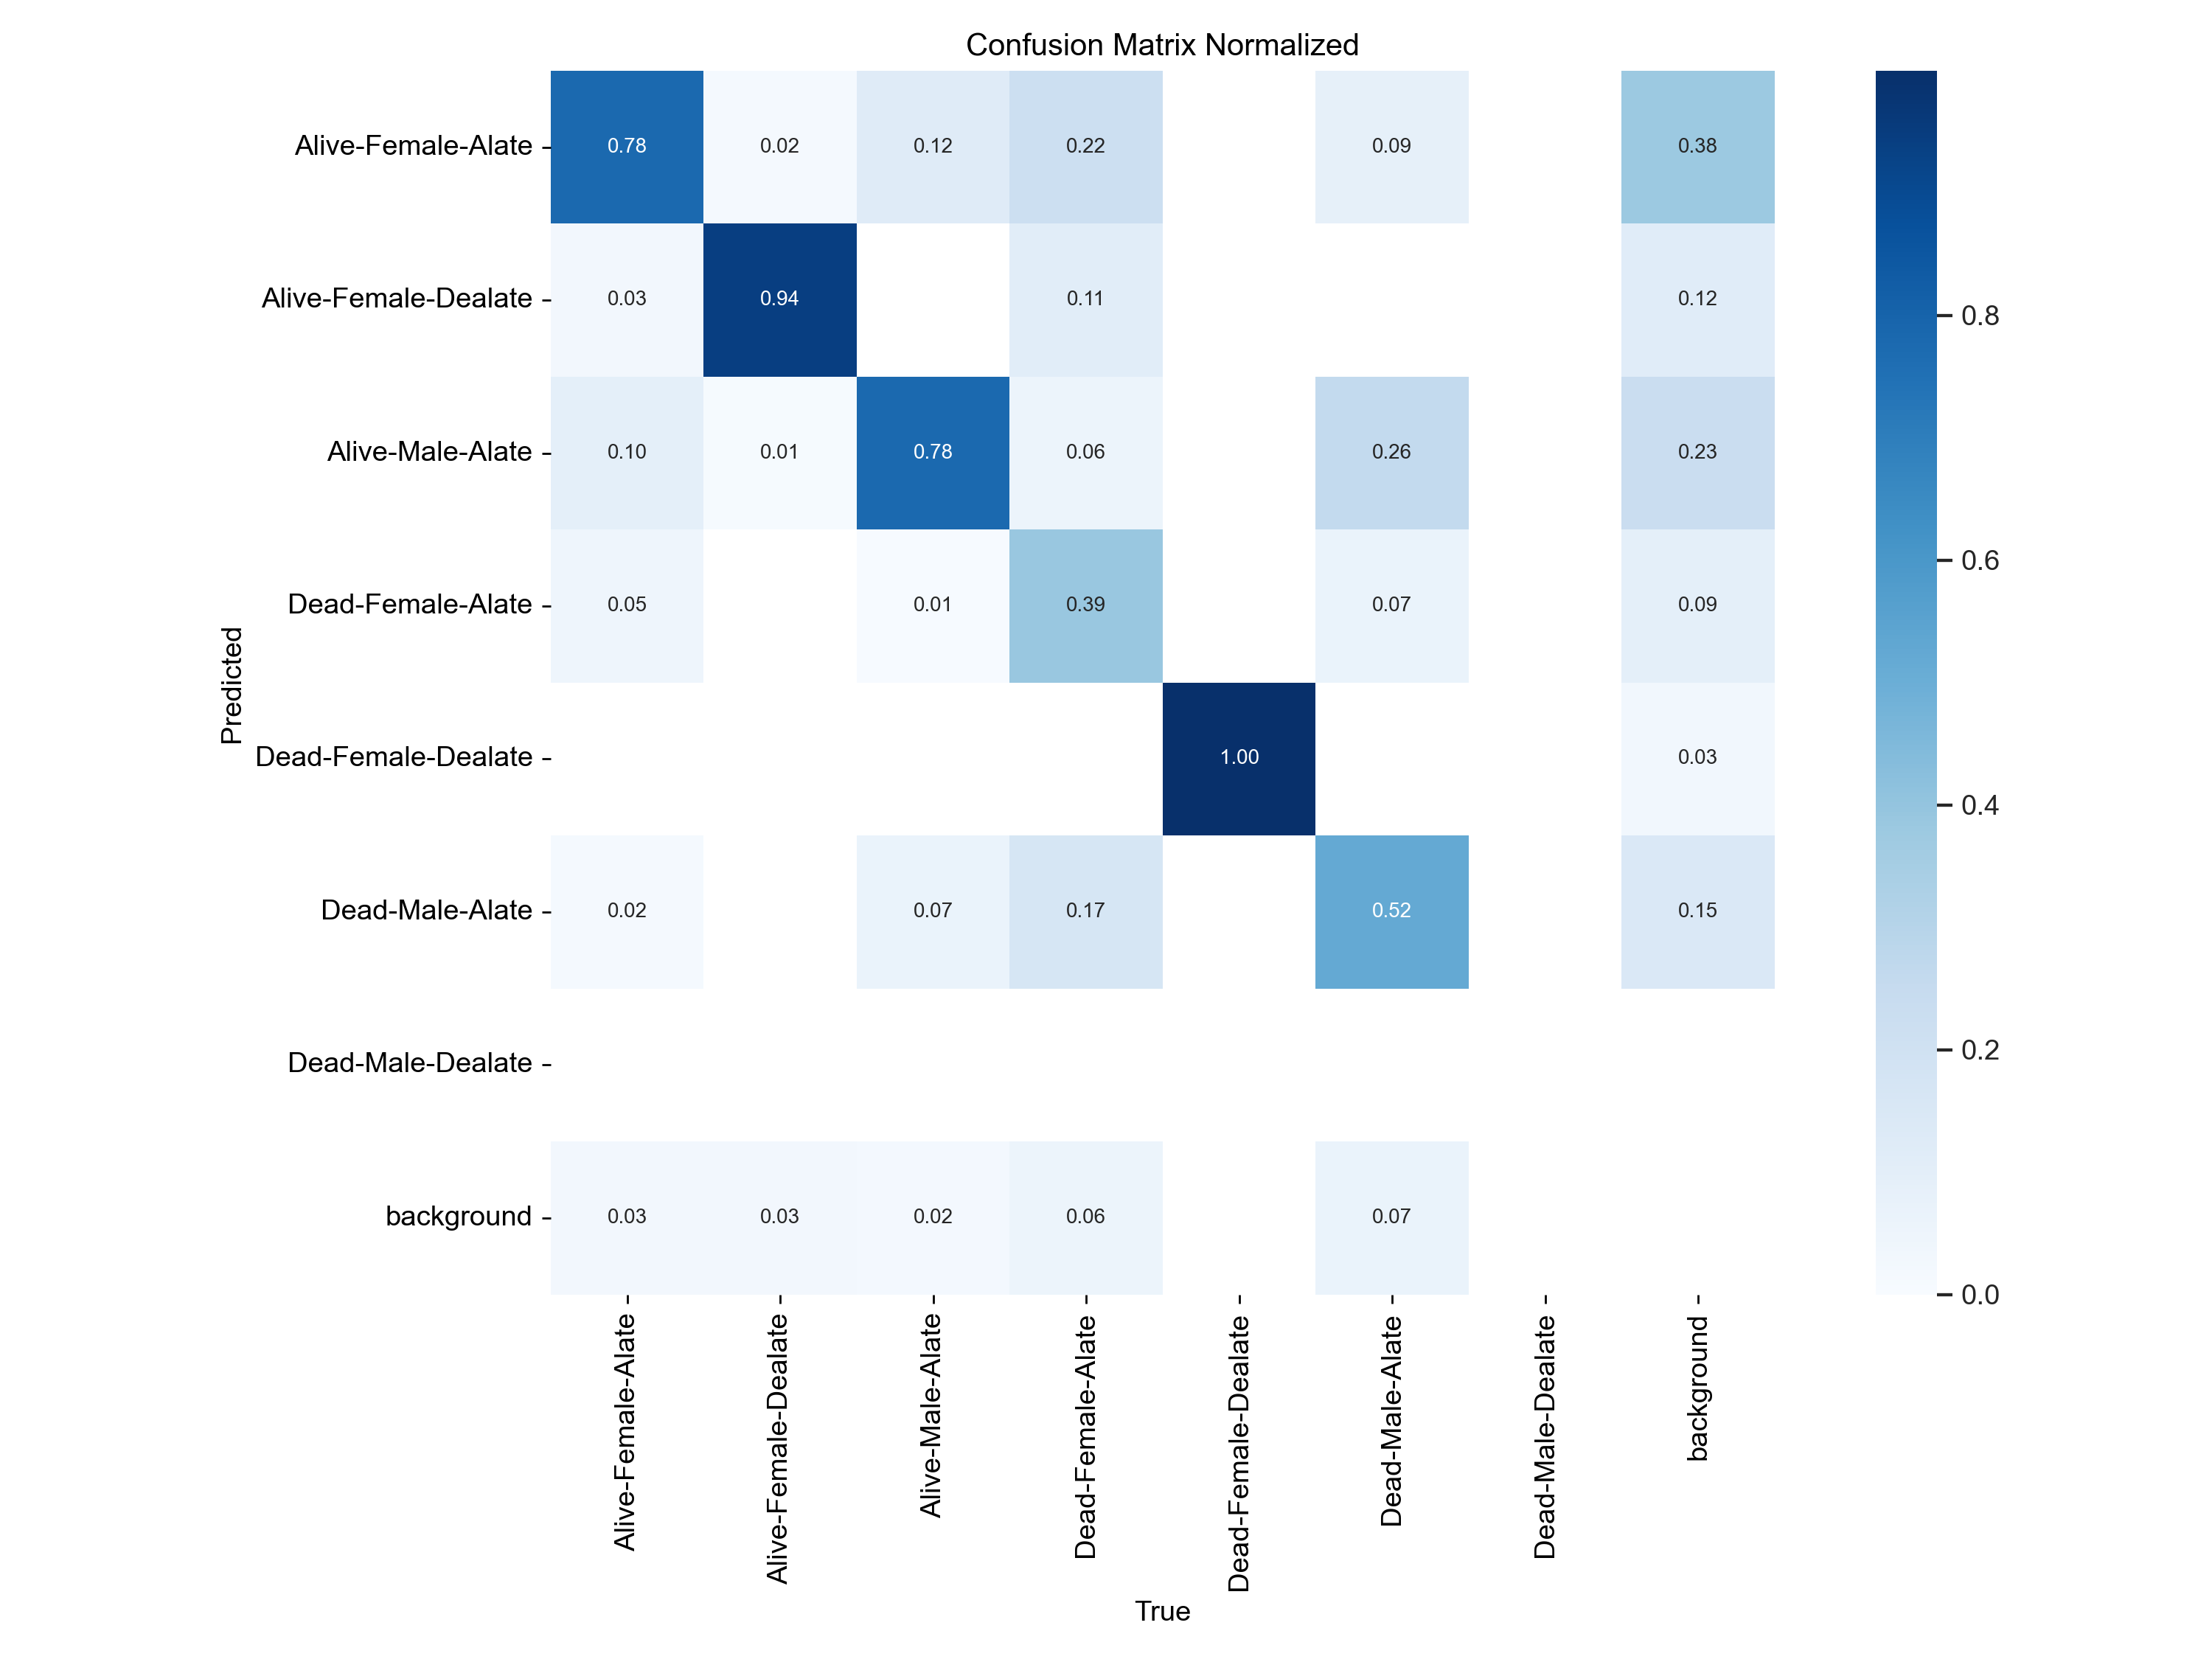 Confusion Matrix Normalized
Alive-Female-Alate 0.78 0.02 0.12 0.22 0.09 0.38
Alive-Female-Dealate 0.03 0.94 0.11 0.12
0.8
Alive-Male-Alate 0.10 0.01 0.78 0.06 0.26 0.23
0.6
Dead-Female-Alate 0.05 0.01 0.39 0.07 0.09
Predicted
Dead-Female-Dealate 1.00 0.03
0.4
Dead-Male-Alate 0.02 0.07 0.17 0.52 0.15
0.2
Dead-Male-Dealate
background 0.03 0.03 0.02 0.06 0.07
0.0
Alive-Female-Alate
Alive-Female-Dealate
Alive-Male-Alate
Dead-Female-Alate
Dead-Female-Dealate
Dead-Male-Alate
Dead-Male-Dealate
background
True